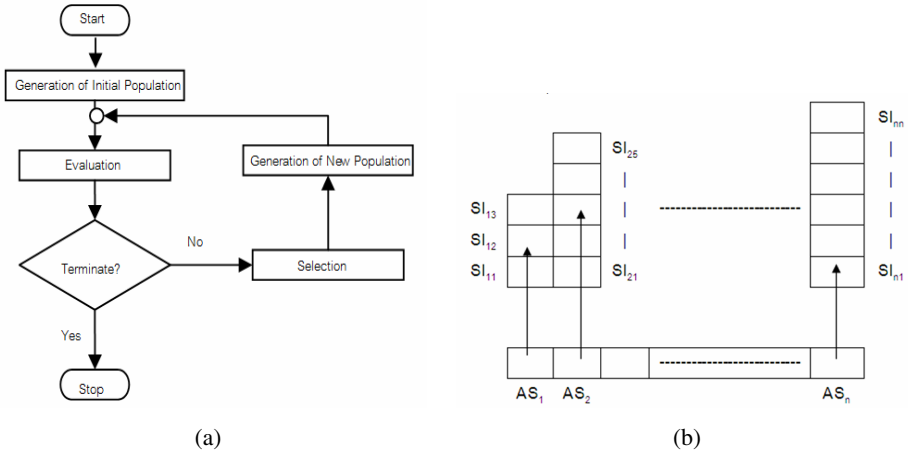 Start
Generation of Initial Population
Evaluation
Generation of New Population
No
Terminate?
Selection
Yes
Stop
(a)
SI₁₃
SI₁₂
SI₁₁
SI₂₅
SI₂₁
SIₙₙ
SIₙ₁
AS₁
AS₂
ASₙ
(b)